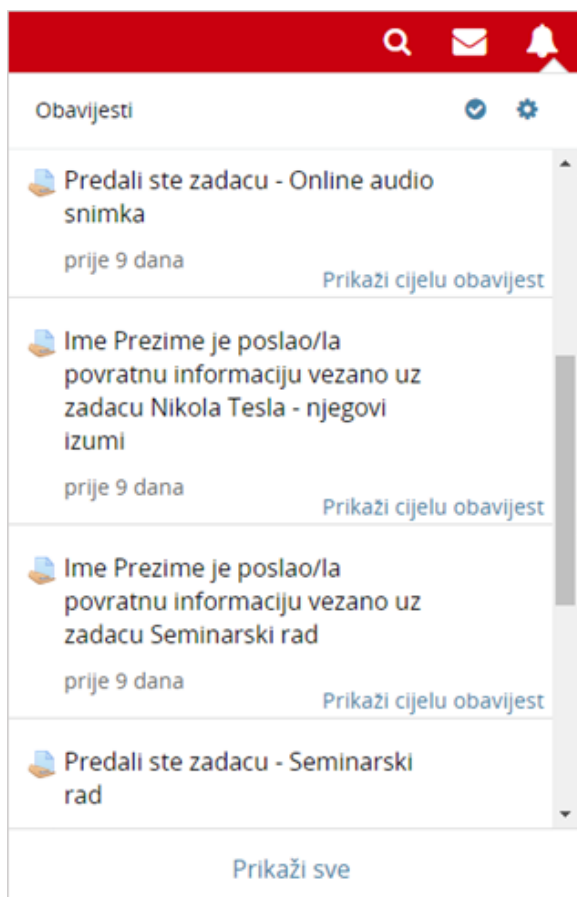 Obavijesti
Predali ste zadacu - Online audio
snimka
prije 9 dana
Prikaži cijelu obavijest
Ime Prezime je poslao/la
povratnu informaciju vezano uz
zadacu Nikola Tesla - njegovi
izumi
prije 9 dana
Prikaži cijelu obavijest
Ime Prezime je poslao/la
povratnu informaciju vezano uz
zadacu Seminarski rad
prije 9 dana
Prikaži cijelu obavijest
Predali ste zadacu - Seminarski
rad
Prikaži sve